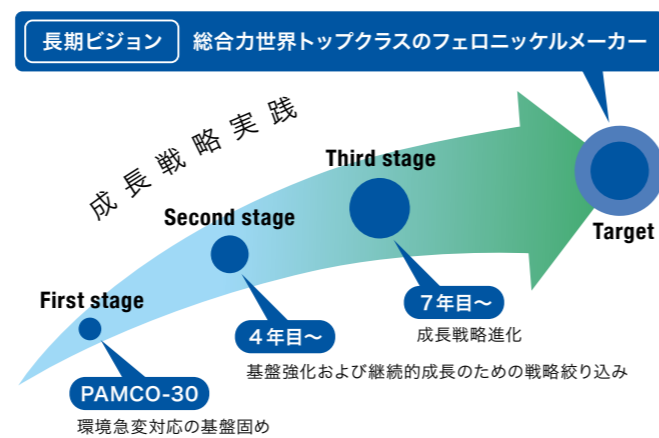 長期ビジョン 総合力世界トップクラスのフェロニッケルメーカー
成長戦略実践
Third stage
Second stage
Target
First stage
7年目〜
4年目〜
成長戦略進化
基盤強化および継続的成長のための戦略絞り込み
PAMCO-30
環境急変対応の基盤固め